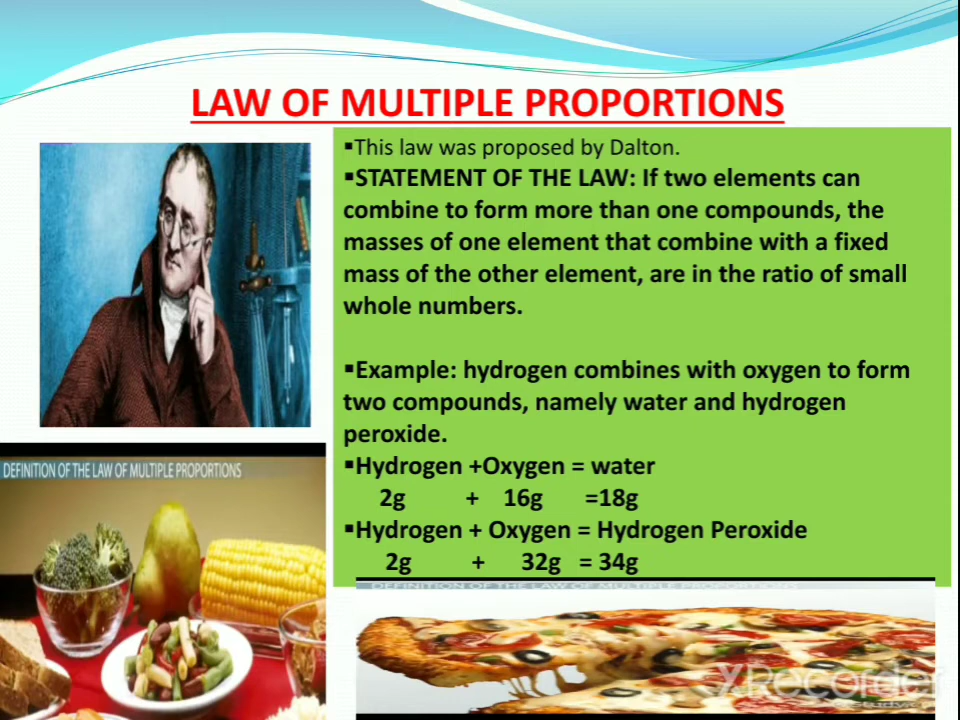 LAW OF MULTIPLE PROPORTIONS
▪This law was proposed by Dalton.
▪STATEMENT OF THE LAW: If two elements can
combine to form more than one compounds, the
masses of one element that combine with a fixed
mass of the other element, are in the ratio of small
whole numbers.
▪Example: hydrogen combines with oxygen to form
two compounds, namely water and hydrogen
peroxide.
▪Hydrogen +Oxygen = water
2g + 16g =18g
▪Hydrogen + Oxygen = Hydrogen Peroxide
2g + 32g = 34g
DEFINITION OF THE LAW OF MULTIPLE PROPORTIONS
DEFINITION OF THE LAW OF MULTIPLE PROPORTIONS
XRecorder